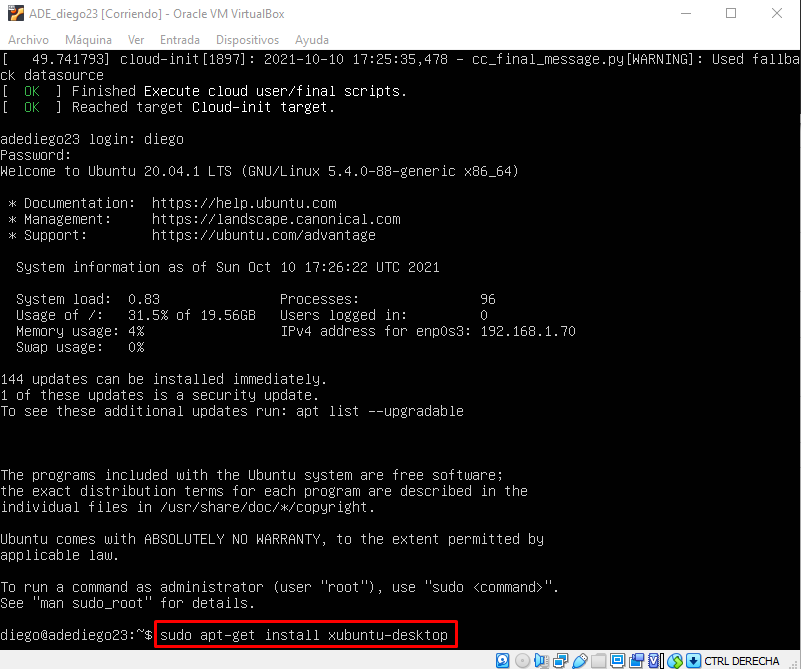 ADE_diego23 [Corriendo] - Oracle VM VirtualBox
Archivo Máquina Ver Entrada Dispositivos Ayuda
[   49.741793] cloud-init[1897]: 2021-10-10 17:25:35,478 - cc_final_message.py[WARNING]: Used fallba
ck datasource
[  OK  ] Finished Execute cloud user/final scripts.
[  OK  ] Reached target Cloud-init target.
adediego23 login: diego
Password:
Welcome to Ubuntu 20.04.1 LTS (GNU/Linux 5.4.0-88-generic x86_64)
* Documentation:  https://help.ubuntu.com
* Management:     https://landscape.canonical.com
* Support:        https://ubuntu.com/advantage
System information as of Sun Oct 10 17:26:22 UTC 2021
System load:  0.83               Processes:               96
Usage of /:   31.5% of 19.56GB   Users logged in:         0
Memory usage: 4%                 IPv4 address for enp0s3: 192.168.1.70
Swap usage:   0%
144 updates can be installed immediately.
1 of these updates is a security update.
To see these additional updates run: apt list --upgradable
The programs included with the Ubuntu system are free software;
the exact distribution terms for each program are described in the
individual files in /usr/share/doc/*/copyright.
Ubuntu comes with ABSOLUTELY NO WARRANTY, to the extent permitted by
applicable law.
To run a command as administrator (user "root"), use "sudo <command>".
See "man sudo_root" for details.
diego@adediego23:~$ sudo apt-get install xubuntu-desktop
CTRL DERECHA